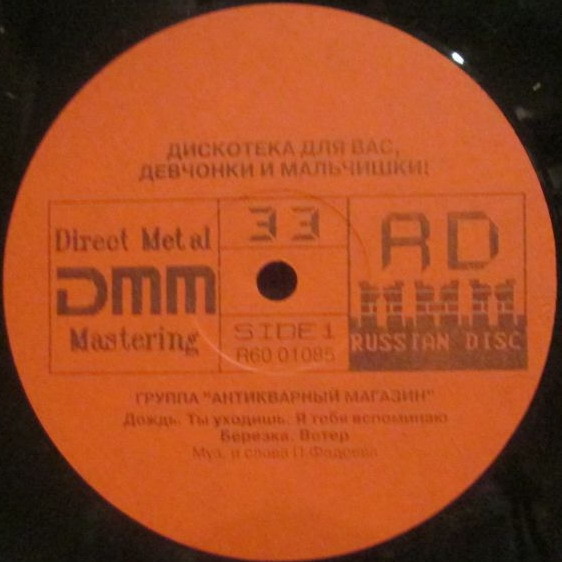 ДИСКОТЕКА ДЛЯ ВАС,
ДЕВЧОНКИ И МАЛЬЧИШКИ!
Direct Metal
DMM
Mastering
33
SIDE 1
R60 01085
RD
RUSSIAN DISC
ГРУППА "АНТИКВАРНЫЙ МАГАЗИН"
Дождь. Ты уходишь. Я тебя вспоминаю
Березка. Ветер
Муз. и слова П.Фадеева